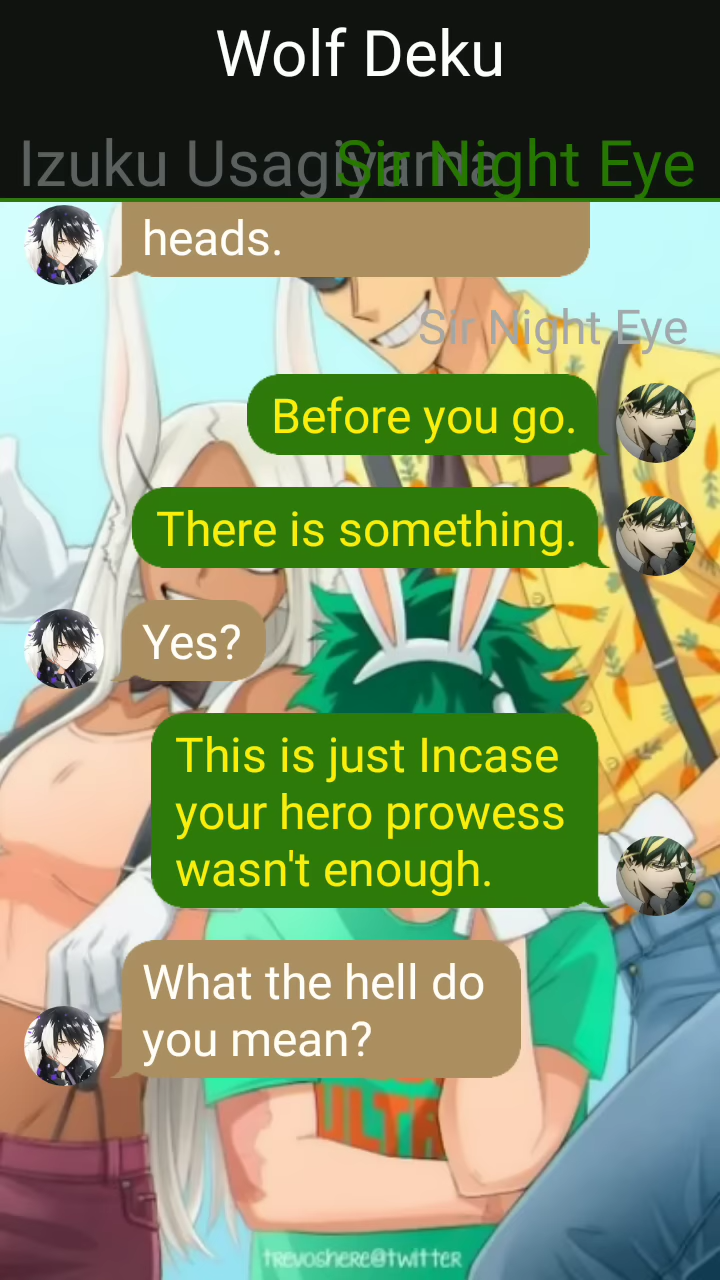 Wolf Deku
Izuku Usagiyama
Sir Night Eye
heads.
Sir Night Eye
Before you go.
There is something.
Yes?
This is just Incase
your hero prowess
wasn't enough.
What the hell do
you mean?
ULTRA
trevoshere@twitter